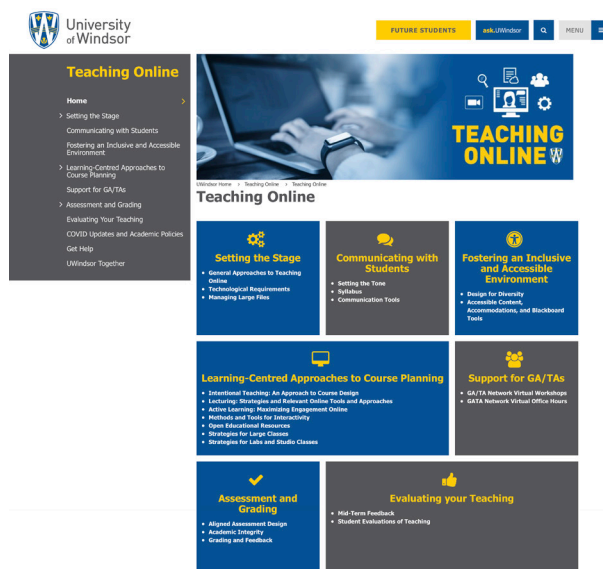 University
of Windsor
FUTURE STUDENTS
ask.UWindsor
MENU
Teaching Online
Home
Setting the Stage
Communicating with Students
Fostering an Inclusive and Accessible
Environment
Learning-Centred Approaches to
Course Planning
Support for GA/TAs
Assessment and Grading
Evaluating Your Teaching
COVID Updates and Academic Policies
Get Help
UWindsor Together
TEACHING
ONLINE
UWindsor Home > Teaching Online > Teaching Online
Teaching Online
Setting the Stage
• General Approaches to Teaching
Online
• Technological Requirements
• Managing Large Files
Communicating with
Students
• Setting the Tone
• Syllabus
• Communication Tools
Fostering an Inclusive
and Accessible
Environment
• Design for Diversity
• Accessible Content,
Accommodations, and Blackboard
Tools
Learning-Centred Approaches to Course Planning
• Intentional Teaching: An Approach to Course Design
• Lecturing: Strategies and Relevant Online Tools and Approaches
• Active Learning: Maximizing Engagement Online
• Methods and Tools for Interactivity
• Open Educational Resources
• Strategies for Large Classes
• Strategies for Labs and Studio Classes
Support for GA/TAs
• GA/TA Network Virtual Workshops
• GATA Network Virtual Office Hours
Assessment and
Grading
• Aligned Assessment Design
• Academic Integrity
• Grading and Feedback
Evaluating your Teaching
• Mid-Term Feedback
• Student Evaluations of Teaching